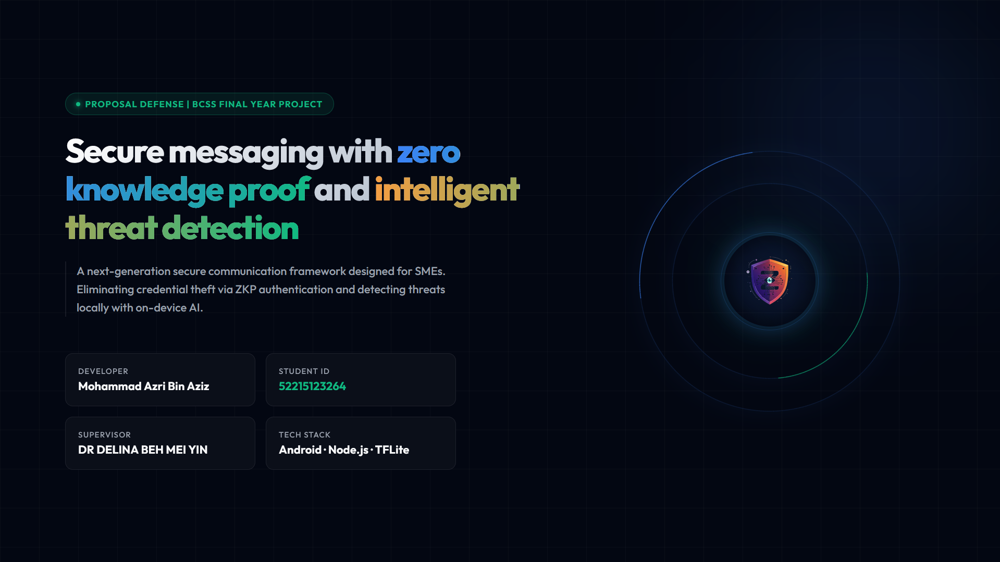 PROPOSAL DEFENSE | BCSS FINAL YEAR PROJECT
Secure messaging with zero
knowledge proof and intelligent
threat detection
A next-generation secure communication framework designed for SMEs.
Eliminating credential theft via ZKP authentication and detecting threats
locally with on-device AI.
DEVELOPER
Mohammad Azri Bin Aziz
STUDENT ID
52215123264
SUPERVISOR
DR DELINA BEH MEI YIN
TECH STACK
Android · Node.js · TFLite